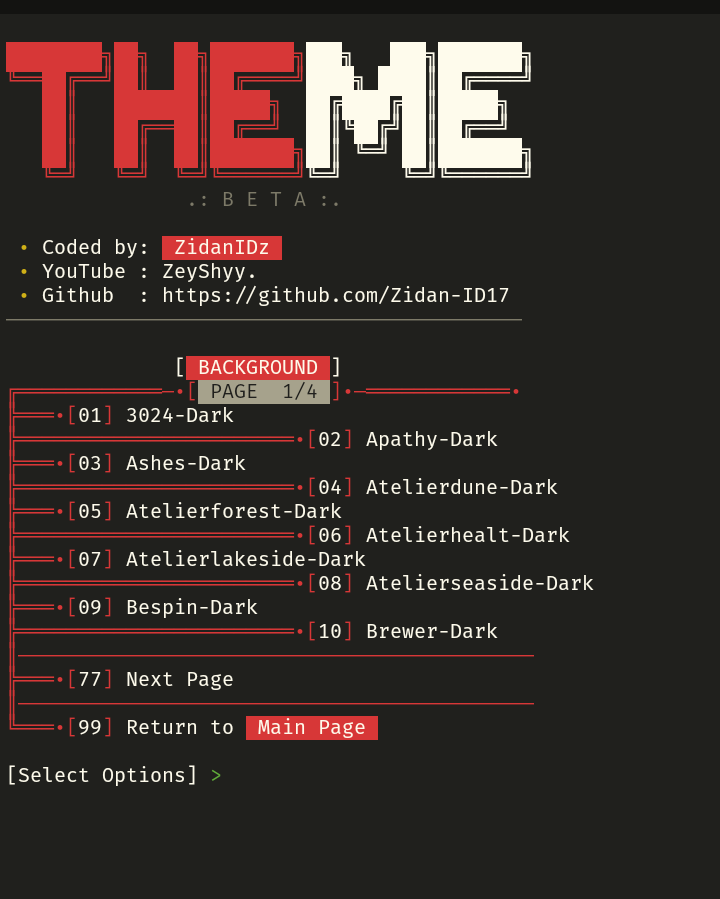 THEME
.: B E T A :.
• Coded by: ZidanIDz
• YouTube : ZeyShyy.
• Github  : https://github.com/Zidan-ID17
[ BACKGROUND ]
[ PAGE  1/4 ]
[01] 3024-Dark
[02] Apathy-Dark
[03] Ashes-Dark
[04] Atelierdune-Dark
[05] Atelierforest-Dark
[06] Atelierhealt-Dark
[07] Atelierlakeside-Dark
[08] Atelierseaside-Dark
[09] Bespin-Dark
[10] Brewer-Dark
[77] Next Page
[99] Return to Main Page
[Select Options] >